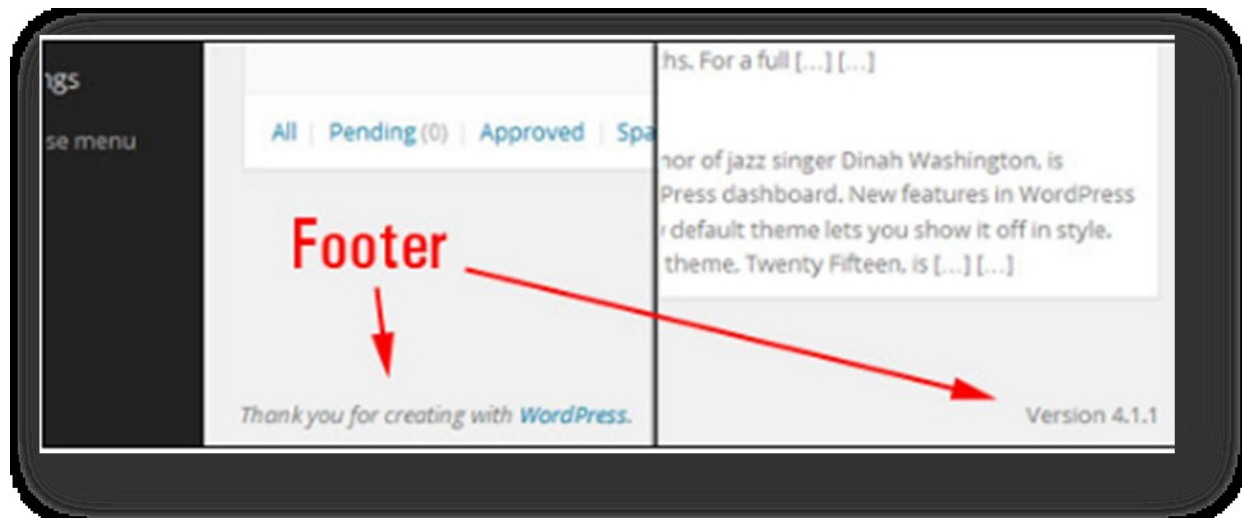 ngs
se menu
All | Pending (0) | Approved | Spa
Footer
Thank you for creating with WordPress.
hs. For a full [...] [...]
nor of jazz singer Dinah Washington, is
Press dashboard. New features in WordPress
default theme lets you show it off in style.
theme, Twenty Fifteen, is [...] [...]
Version 4.1.1